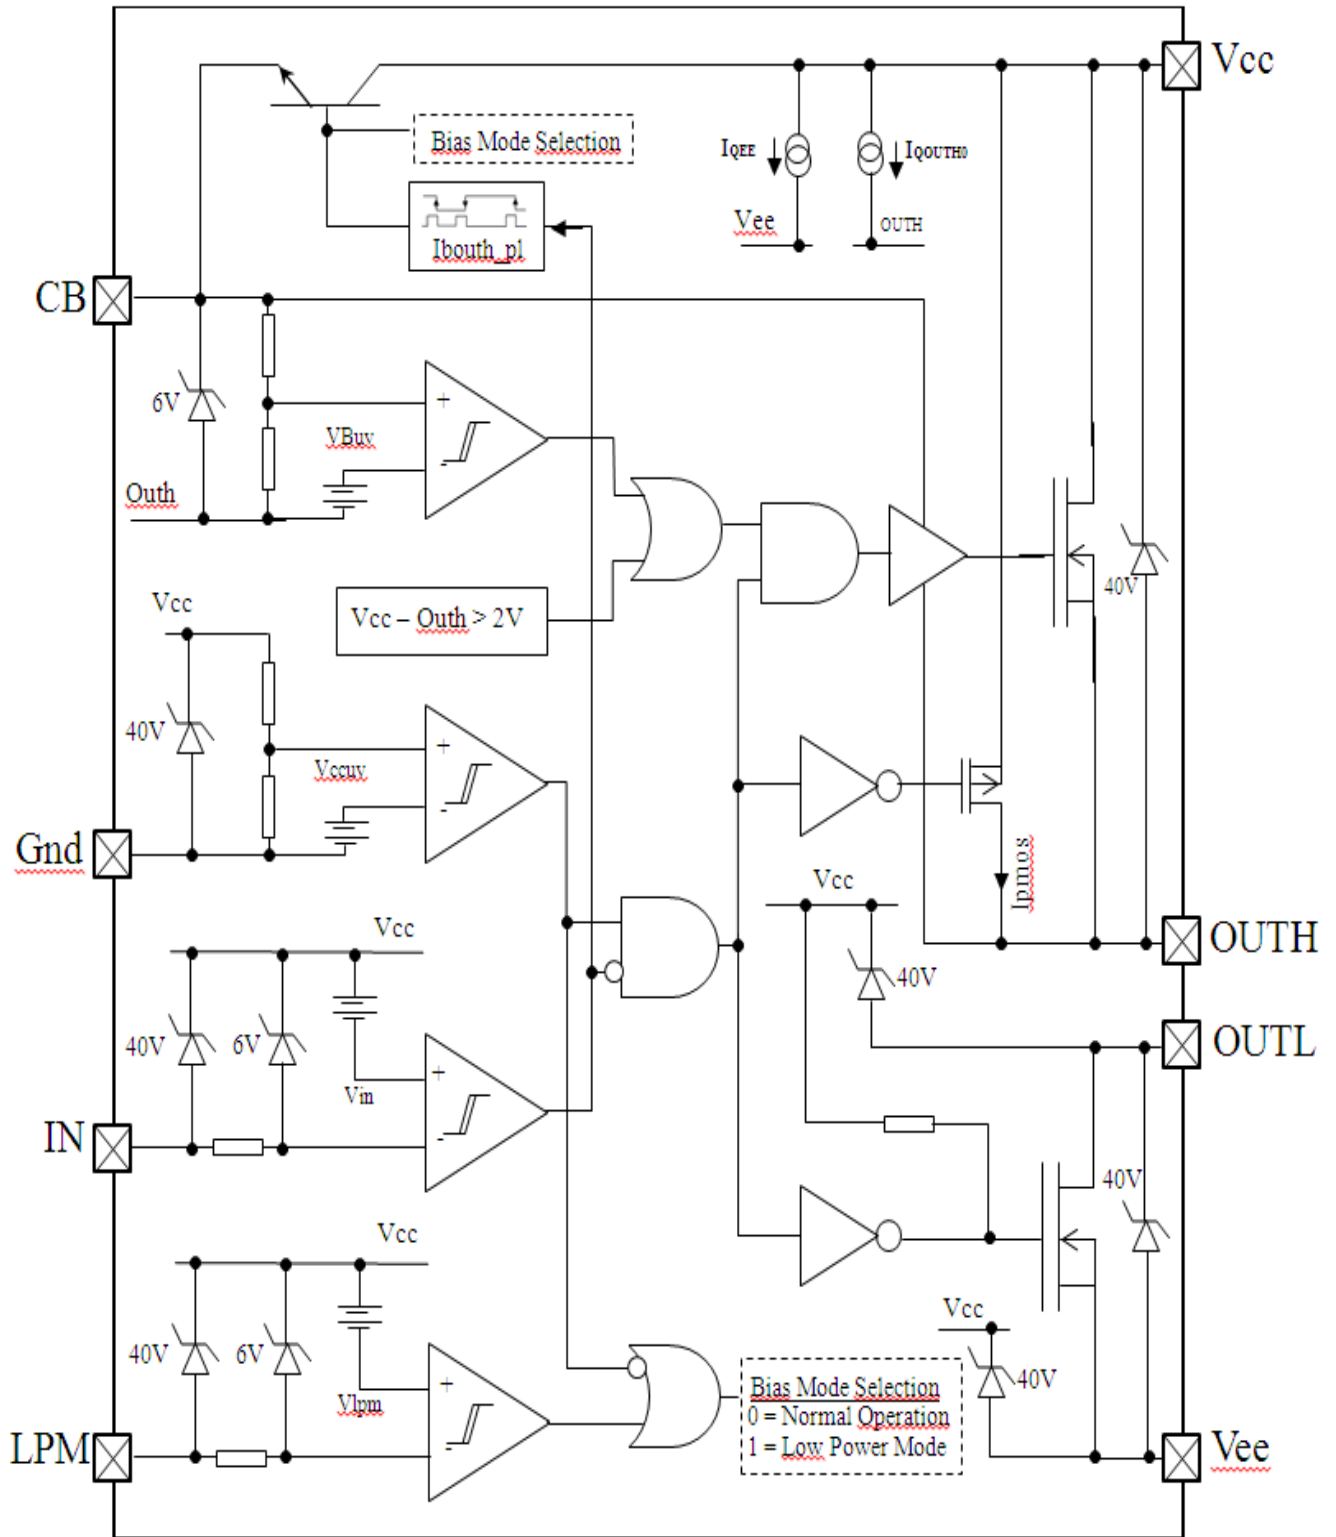 Vcc
Bias Mode Selection
IQEE
IQOUTH0
Vee
OUTH
Ibouth_pl
CB
6V
+
VBuv
-
Outh
Vcc – Outh > 2V
40V
Vcc
40V
+
Vccuv
-
Gnd
Ipmos
Vcc
Vcc
OUTH
40V
OUTL
40V
6V
+
Vin
-
IN
40V
Vcc
40V
6V
+
Vlpm
-
LPM
Vcc
40V
Bias Mode Selection
0 = Normal Operation
1 = Low Power Mode
Vee